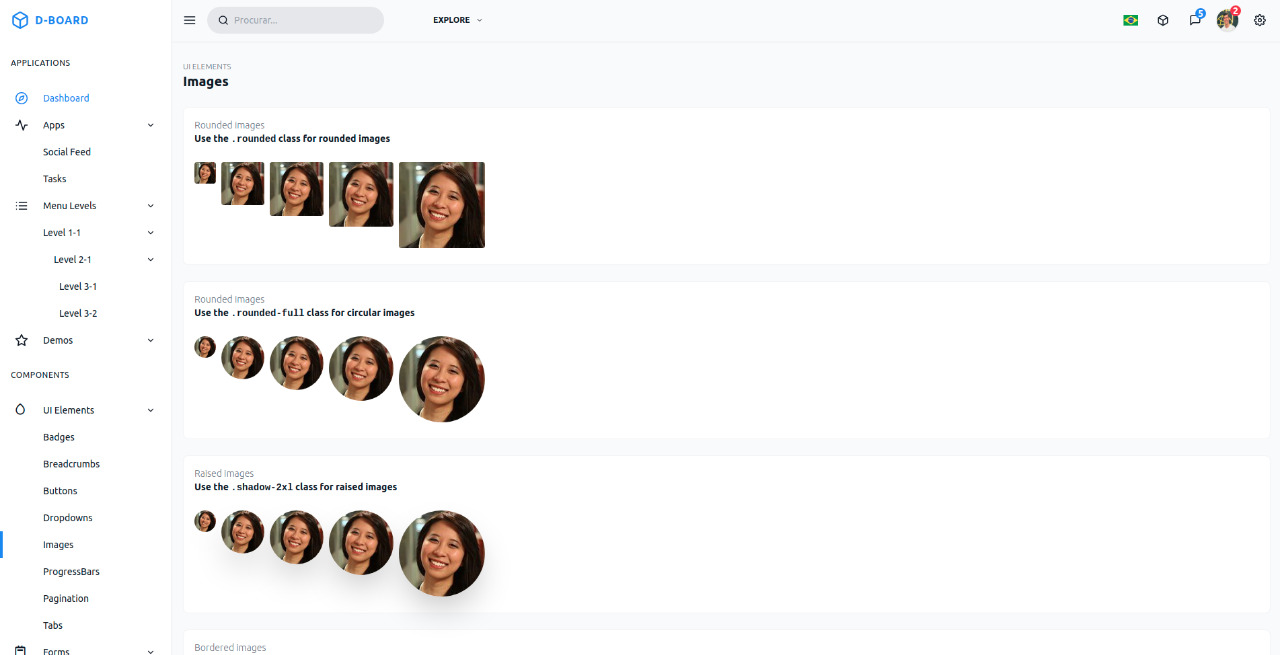 D-BOARD
Procurar...
EXPLORE
5
2
APPLICATIONS
Dashboard
Apps
Social Feed
Tasks
Menu Levels
Level 1-1
Level 2-1
Level 3-1
Level 3-2
Demos
COMPONENTS
UI Elements
Badges
Breadcrumbs
Buttons
Dropdowns
Images
ProgressBars
Pagination
Tabs
Forms
UI ELEMENTS
Images
Rounded images
Use the .rounded class for rounded images
Rounded images
Use the .rounded-full class for circular images
Raised images
Use the .shadow-2xl class for raised images
Bordered images